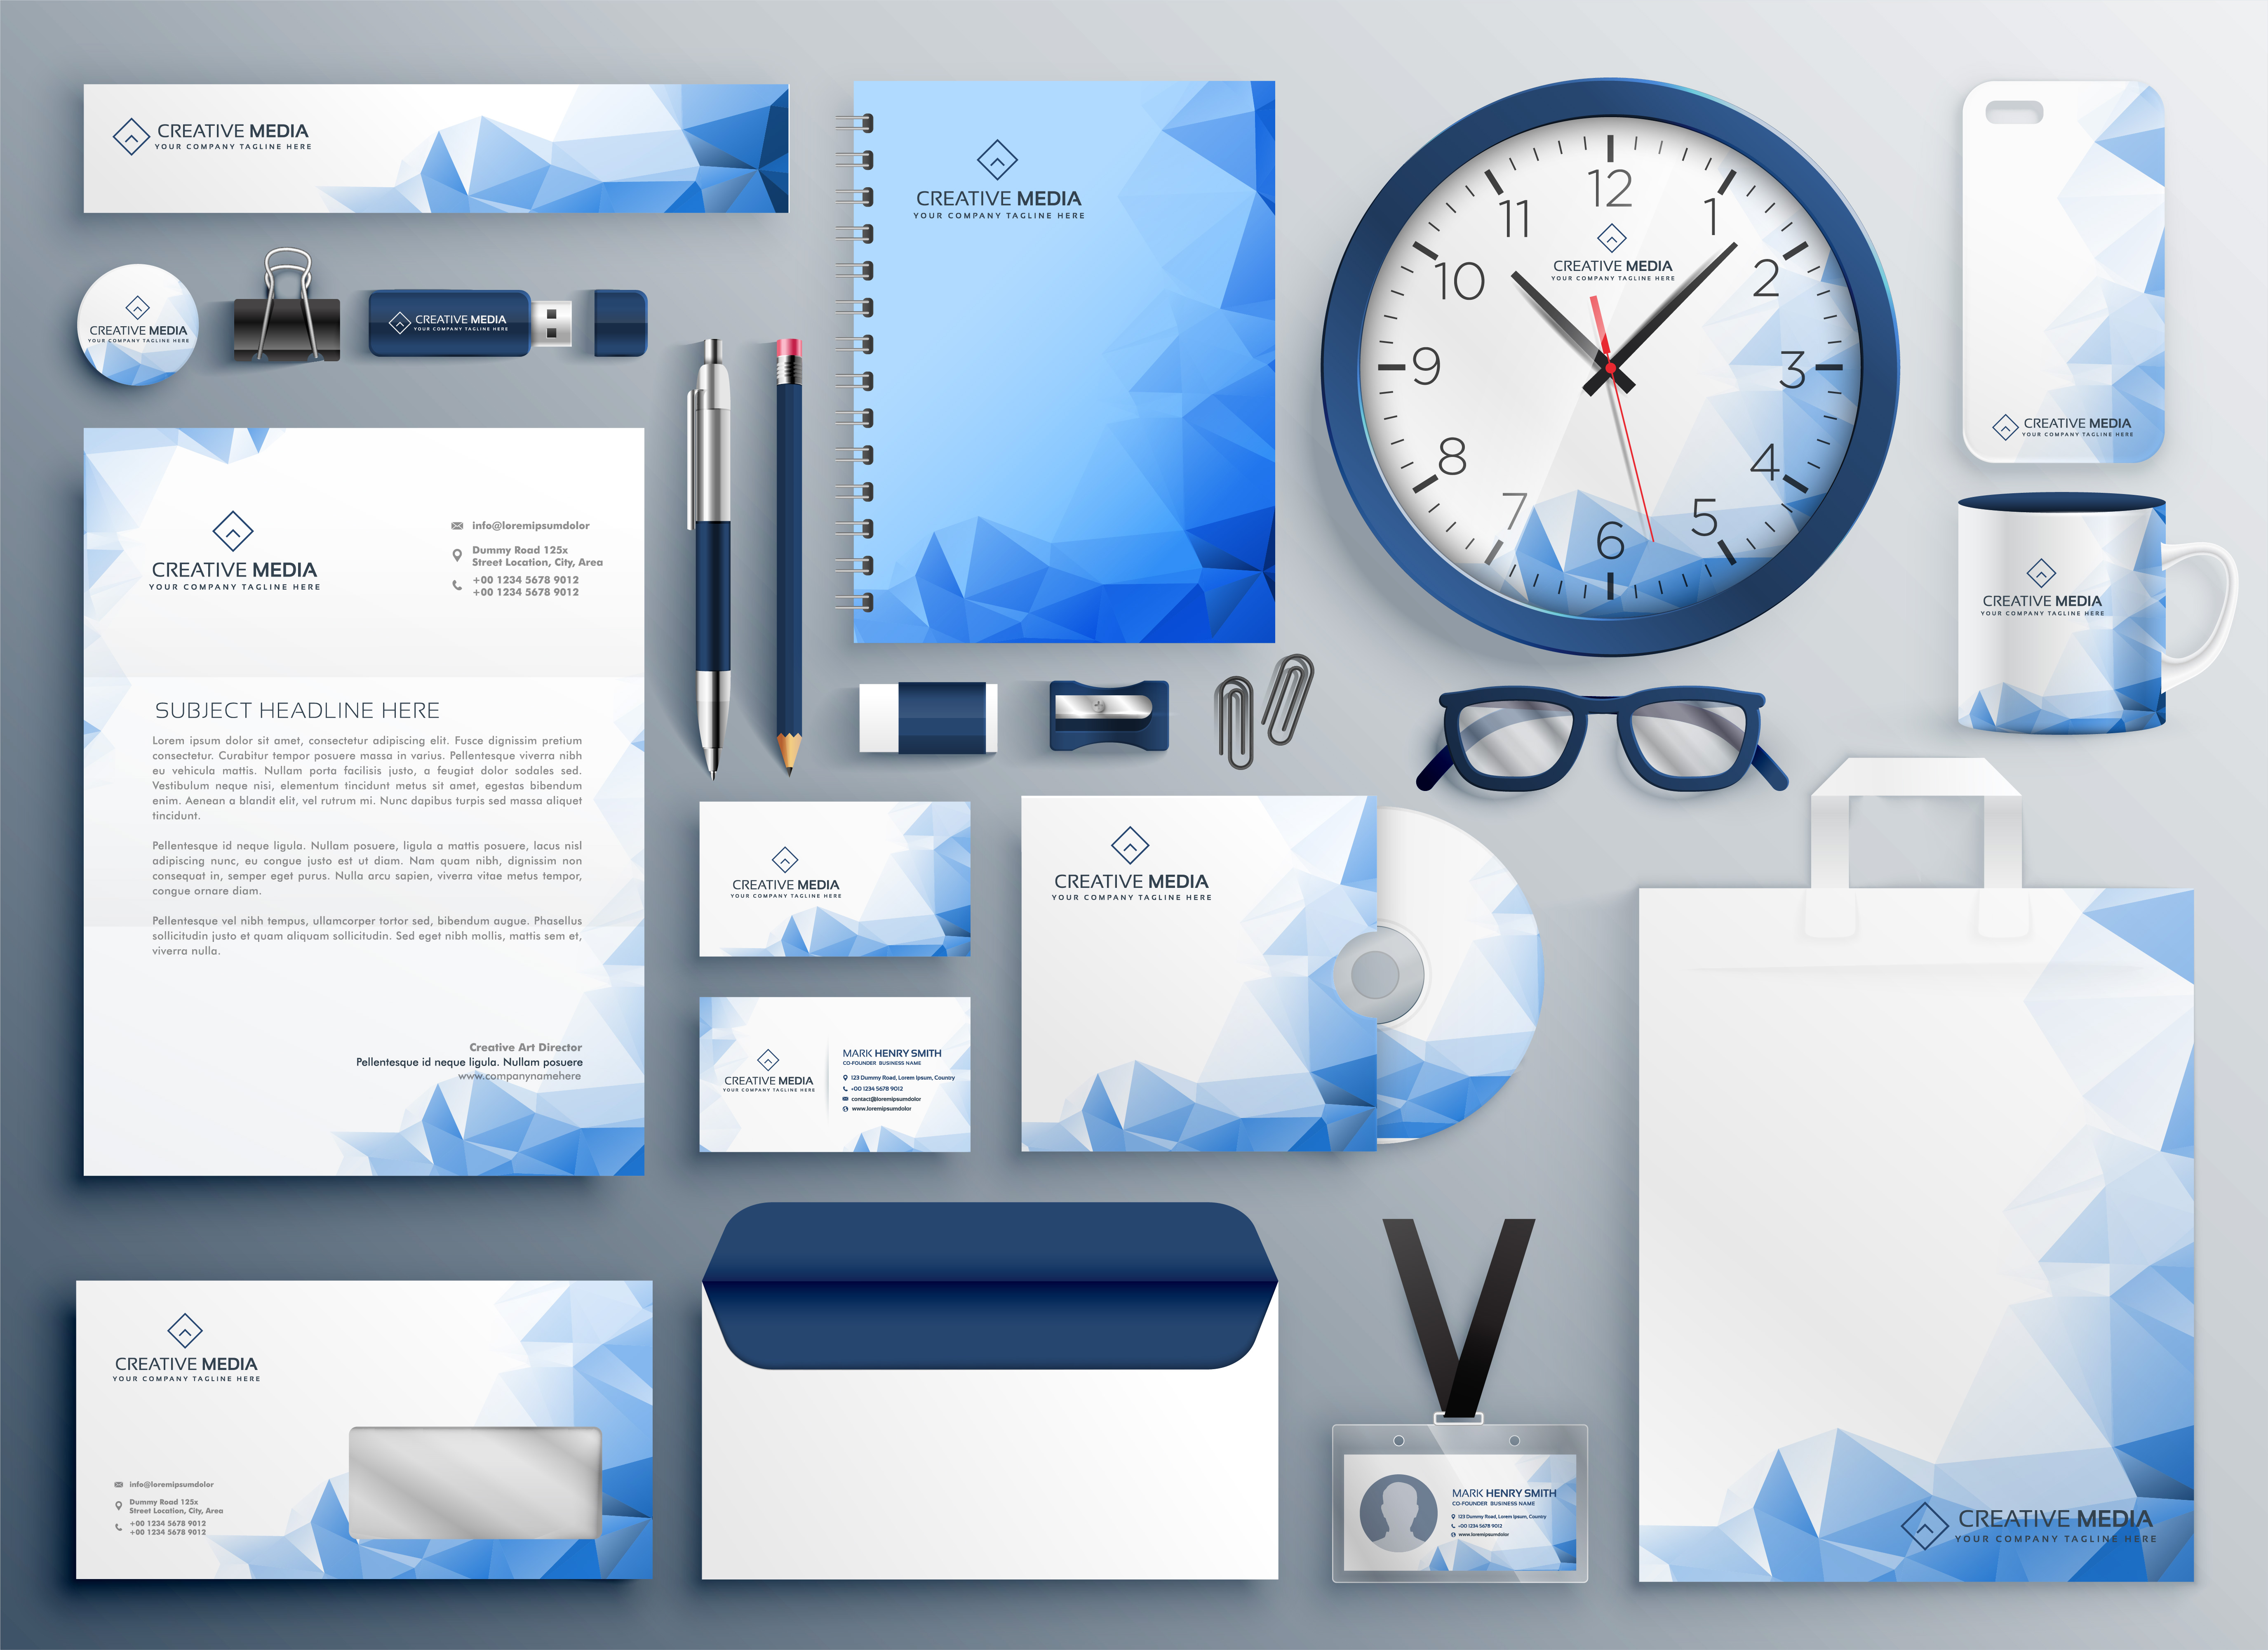 CREATIVE MEDIA
YOUR COMPANY TAGLINE HERE
CREATIVE MEDIA
YOUR COMPANY TAGLINE HERE
CREATIVE MEDIA
YOUR COMPANY TAGLINE HERE
CREATIVE MEDIA
YOUR COMPANY TAGLINE HERE
info@loremipsumdolor
Dummy Road 125x
Street Location, City, Area
+00 1234 5678 9012
+00 1234 5678 9012
SUBJECT HEADLINE HERE
Lorem ipsum dolor sit amet, consectetur adipiscing elit. Fusce dignissim pretium
consectetur. Curabitur tempor posuere massa in varius. Pellentesque viverra nibh
eu vehicula mattis. Nullam porta facilisis justo, a feugiat dolor sodales sed.
Vestibulum neque nisi, elementum tincidunt metus sit amet, egestas bibendum
enim. Aenean a blandit elit, vel rutrum mi. Nunc dapibus turpis sed massa aliquet
tincidunt.
Pellentesque id neque ligula. Nullam posuere, ligula a mattis posuere, lacus nisl
adipiscing nunc, eu congue justo est ut diam. Nam quam nibh, dignissim non
consequat in, semper eget purus. Nulla arcu sapien, viverra vitae metus tempor,
congue ornare diam.
Pellentesque vel nibh tempus, ullamcorper tortor sed, bibendum augue. Phasellus
sollicitudin justo et quam aliquam sollicitudin. Sed eget nibh mollis, mattis sem et,
viverra nulla.
Creative Art Director
Pellentesque id neque ligula. Nullam posuere
www.companynamehere
CREATIVE MEDIA
YOUR COMPANY TAGLINE HERE
info@loremipsumdolor
Dummy Road 125x
Street Location, City, Area
+00 1234 5678 9012
+00 1234 5678 9012
CREATIVE MEDIA
YOUR COMPANY TAGLINE HERE
CREATIVE MEDIA
YOUR COMPANY TAGLINE HERE
CREATIVE MEDIA
YOUR COMPANY TAGLINE HERE
MARK HENRY SMITH
CO-FOUNDER BUSINESS NAME
123 Dummy Road, Lorem Ipsum, Country
+00 1234 5678 9012
contact@loremipsumdolor
www.loremipsumdolor
CREATIVE MEDIA
YOUR COMPANY TAGLINE HERE
12
1
2
3
4
5
6
7
8
9
10
11
CREATIVE MEDIA
YOUR COMPANY TAGLINE HERE
CREATIVE MEDIA
YOUR COMPANY TAGLINE HERE
CREATIVE MEDIA
YOUR COMPANY TAGLINE HERE
MARK HENRY SMITH
CO-FOUNDER BUSINESS NAME
123 Dummy Road, Lorem Ipsum, Country
+00 1234 5678 9012
www.loremipsumdolor
CREATIVE MEDIA
YOUR COMPANY TAGLINE HERE